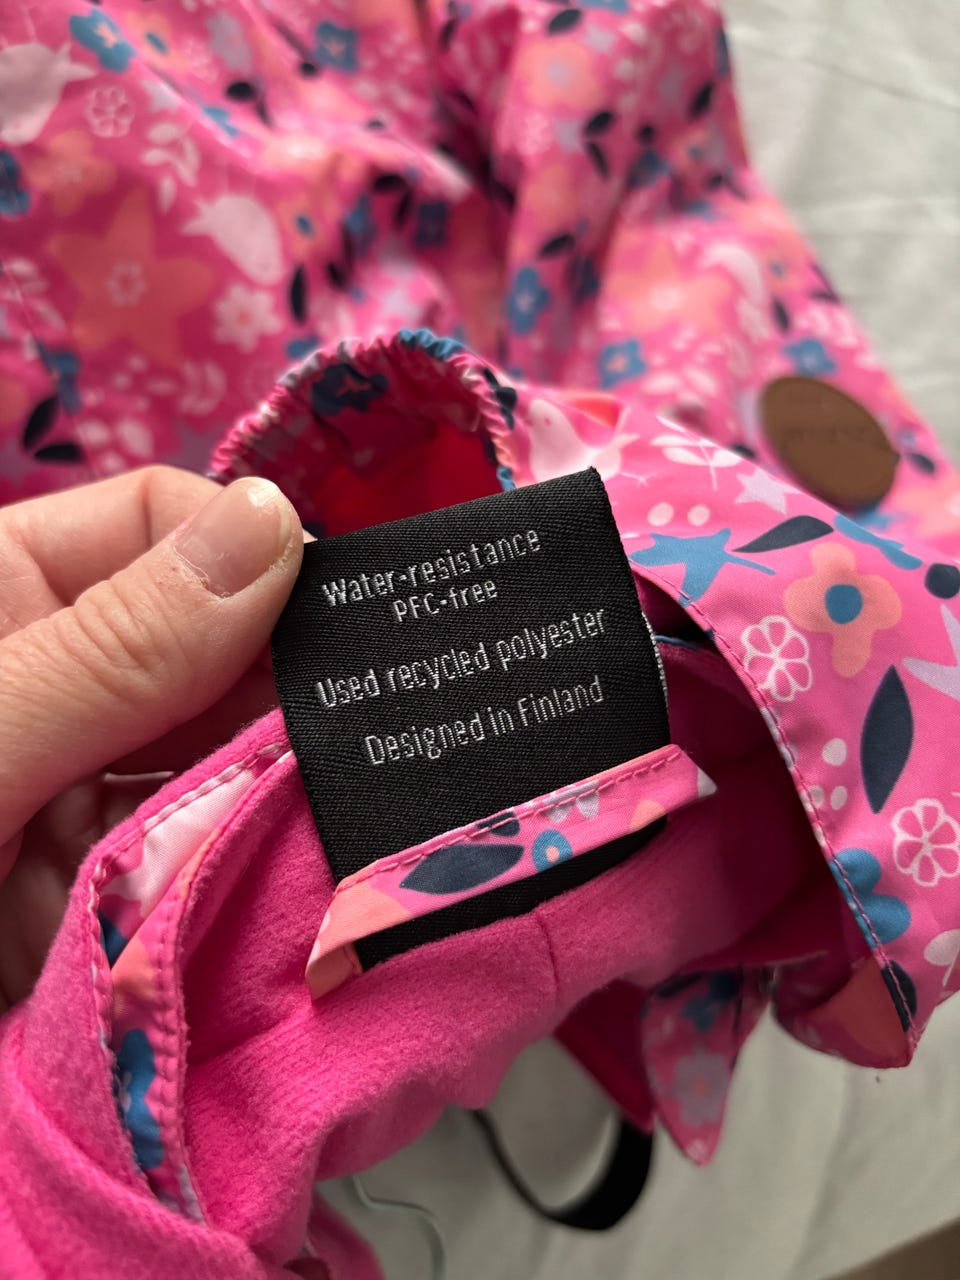 Water-resistance
PFC-free
Used recycled polyester
Designed in Finland